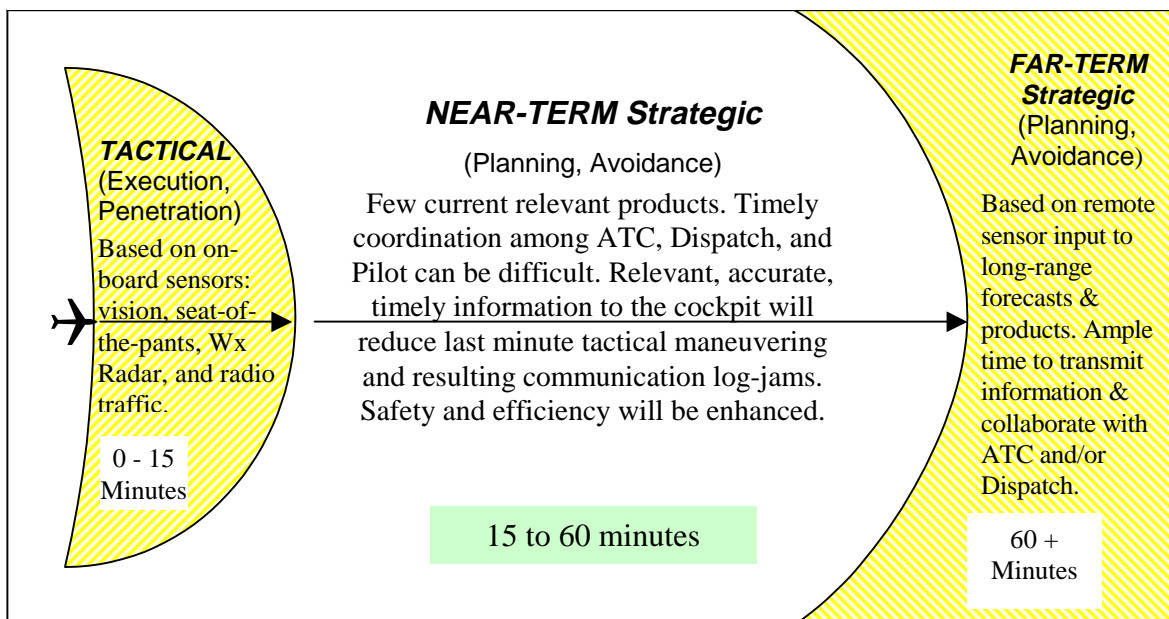 TACTICAL
(Execution,
Penetration)
Based on on-
board sensors:
vision, seat-of-
the-pants, Wx
Radar, and radio
traffic.
0 - 15
Minutes
NEAR-TERM Strategic
(Planning, Avoidance)
Few current relevant products. Timely
coordination among ATC, Dispatch, and
Pilot can be difficult. Relevant, accurate,
timely information to the cockpit will
reduce last minute tactical maneuvering
and resulting communication log-jams.
Safety and efficiency will be enhanced.
15 to 60 minutes
FAR-TERM
Strategic
(Planning,
Avoidance)
Based on remote
sensor input to
long-range
forecasts &
products. Ample
time to transmit
information &
collaborate with
ATC and/or
Dispatch.
60 +
Minutes